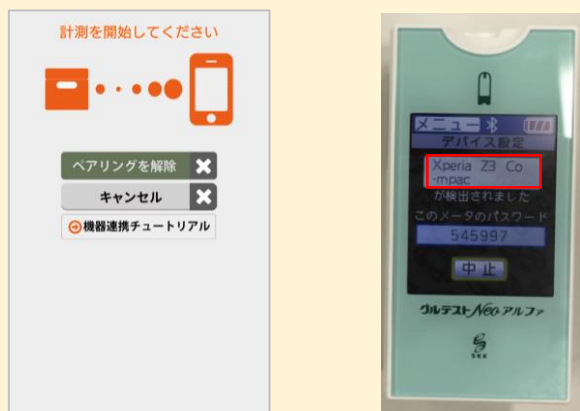 計測を開始してください
ペアリングを解除
キャンセル
機器連携チュートリアル
メニュー
デバイス設定
Xperia Z3 Co
-mpac
が検出されました
このメータのパスワード
545997
中止
グルテストNeoアルファ
SKK